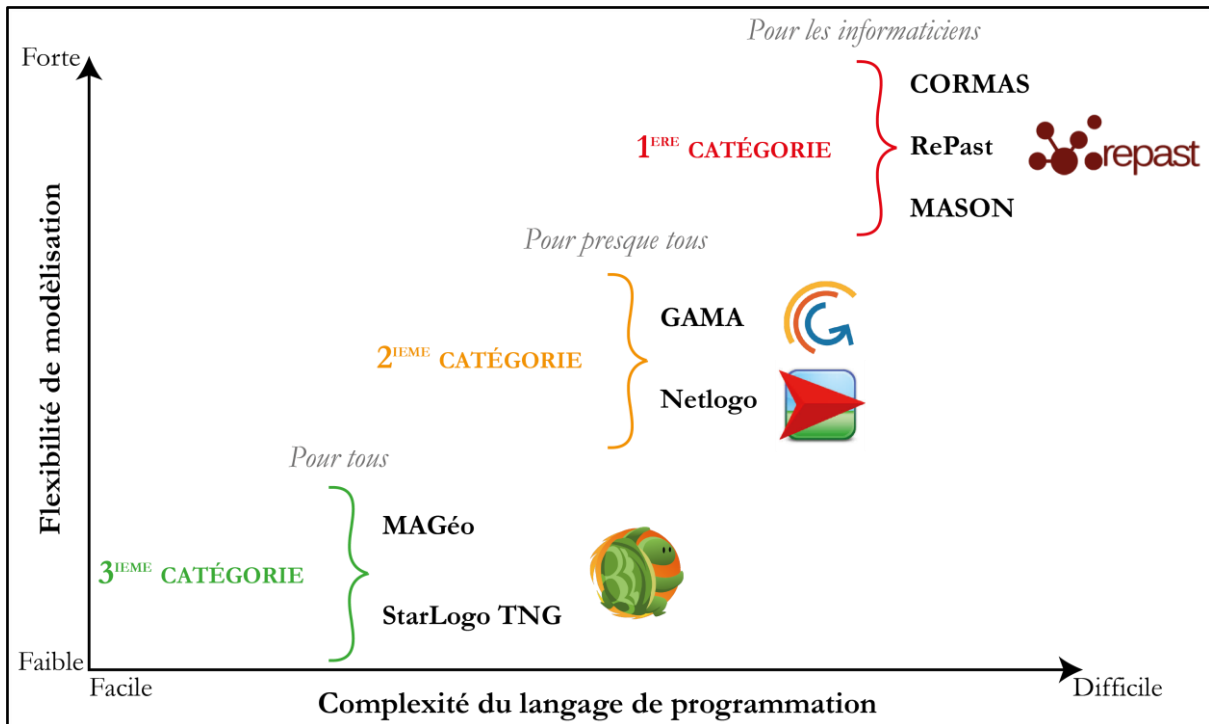 Pour les informaticiens
Forte
CORMAS
1ERE CATÉGORIE
RePast
repast
MASON
Pour presque tous
GAMA
2IEME CATÉGORIE
Netlogo
Pour tous
MAGéo
3IEME CATÉGORIE
StarLogo TNG
Flexibilité de modèlisation
Faible
Facile
Complexité du langage de programmation
Difficile